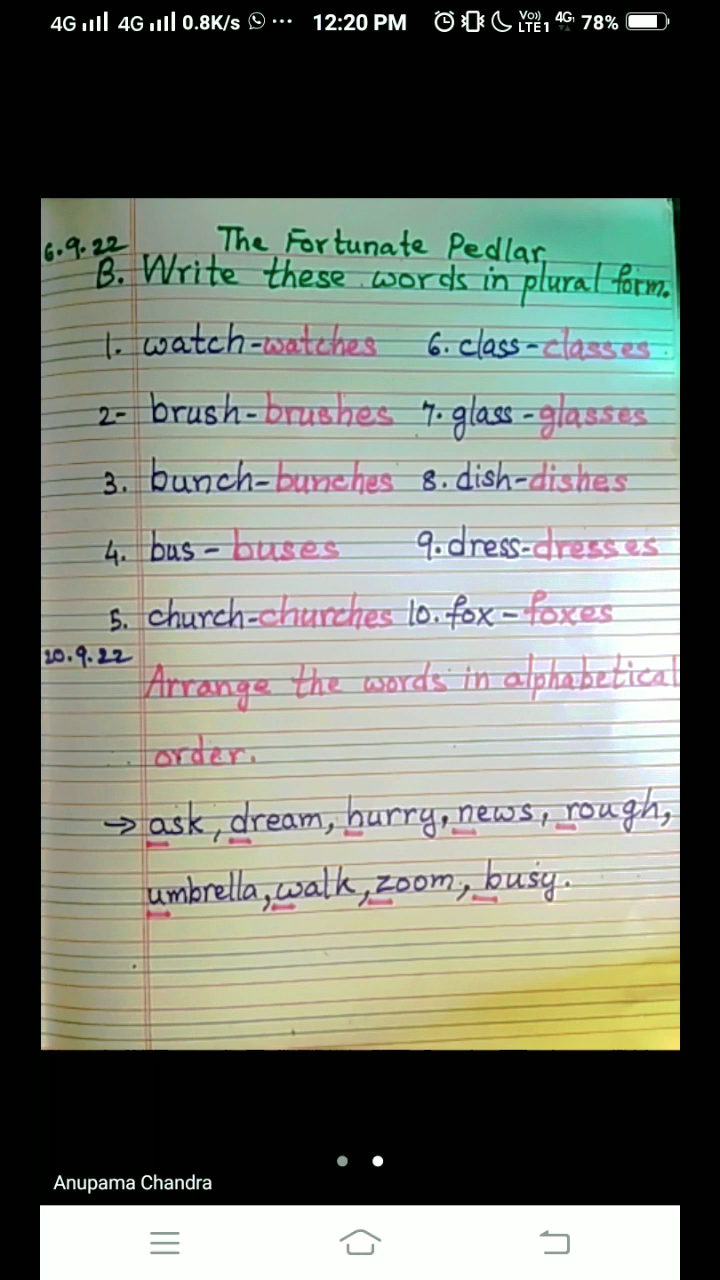 4G 4G 0.8K/s ... 12:20 PM Vo)) LTE1 4G 78%
6.9.22 The Fortunate Pedlar
B. Write these words in plural form.
1. watch-watches 6. class-classes
2- brush-brushes 7. glass-glasses
3. bunch-bunches 8. dish-dishes
4. bus-buses 9. dress-dresses
5. church-churches 10. fox-foxes
10.9.22
Arrange the words in alphabetical
order.
→ ask, dream, hurry, news, rough,
umbrella, walk, zoom, busy.
Anupama Chandra